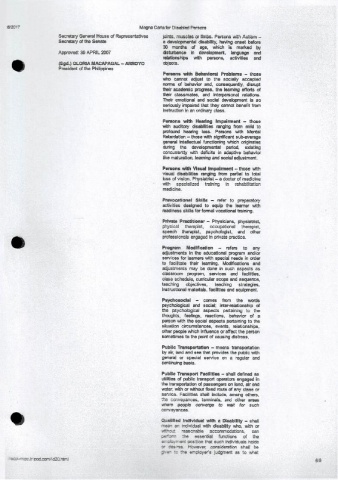 8/2017
Magna Carta for Disabled Persons
Secretary General House of Representatives
Secretary of the Senate
Approved: 30 APRIL 2007
(Sgd.) GLORIA MACAPAGAL – ARROYO
President of the Philippines
joints, muscles or limbs. Persons with Autism -
a developmental disability, having onset before
30 months of age, which is marked by
disturbance in development, language and
relationships with persons, activities and
objects.
Persons with Behavioral Problems – those
who cannot adjust to the socially accepted
norms of behavior and, consequently, disrupt
their academic progress, the learning efforts of
their classmates, and interpersonal relations.
Their emotional and social development is so
seriously impaired that they cannot benefit from
instruction in an ordinary class.
Persons with Hearing Impairment – those
with auditory disabilities ranging from mild to
profound hearing loss. Persons with Mental
Retardation – those with significant sub-average
general intellectual functioning which originates
during the developmental period, existing
concurrently with deficits in adaptive behavior
like maturation, learning and social adjustment.
Persons with Visual Impairment – those with
visual disabilities ranging from partial to total
loss of vision. Physiatrist – a doctor of medicine
with specialized training in rehabilitation
medicine.
Prevocational Skills – refer to preparatory
activities designed to equip the learner with
readiness skills for formal vocational training.
Private Practitioner – Physicians, physiatrist,
physical therapist, occupational therapist,
speech therapist, psychologist, and other
professionals engaged in private practice.
Program Modification – refers to any
adjustments in the educational program and/or
services for learners with special needs in order
to facilitate their learning. Modifications and
adjustments may be done in such aspects as
classroom program, services and facilities,
class schedule, curricular scope and sequence,
teaching objectives, teaching strategies,
instructional materials, facilities and equipment.
Psychosocial – comes from the words
psychological and social; inter-relationship of
the psychological aspects pertaining to the
thoughts, feelings, reactions, behavior of a
person with the social aspects pertaining to the
situation circumstances, events, relationships,
other people which influence or affect the person
sometimes to the point of causing distress.
Public Transportation – means transportation
by air, land and sea that provides the public with
general or special service on a regular and
continuing basis.
Public Transport Facilities – shall defined as
utilities of public transport operators engaged in
the transportation of passengers on land, air and
water, with or without fixed route of any class or
service. Facilities shall include, among others,
the conveyances, terminals, and other areas
where people converge to wait for such
conveyances.
Qualified Individual with a Disability – shall
mean an individual with disability who, with or
without reasonable accommodations, can
perform the essential functions of the
employment position that such individuals holds
or desires. However, consideration shall be
given to the employer's judgment as to what